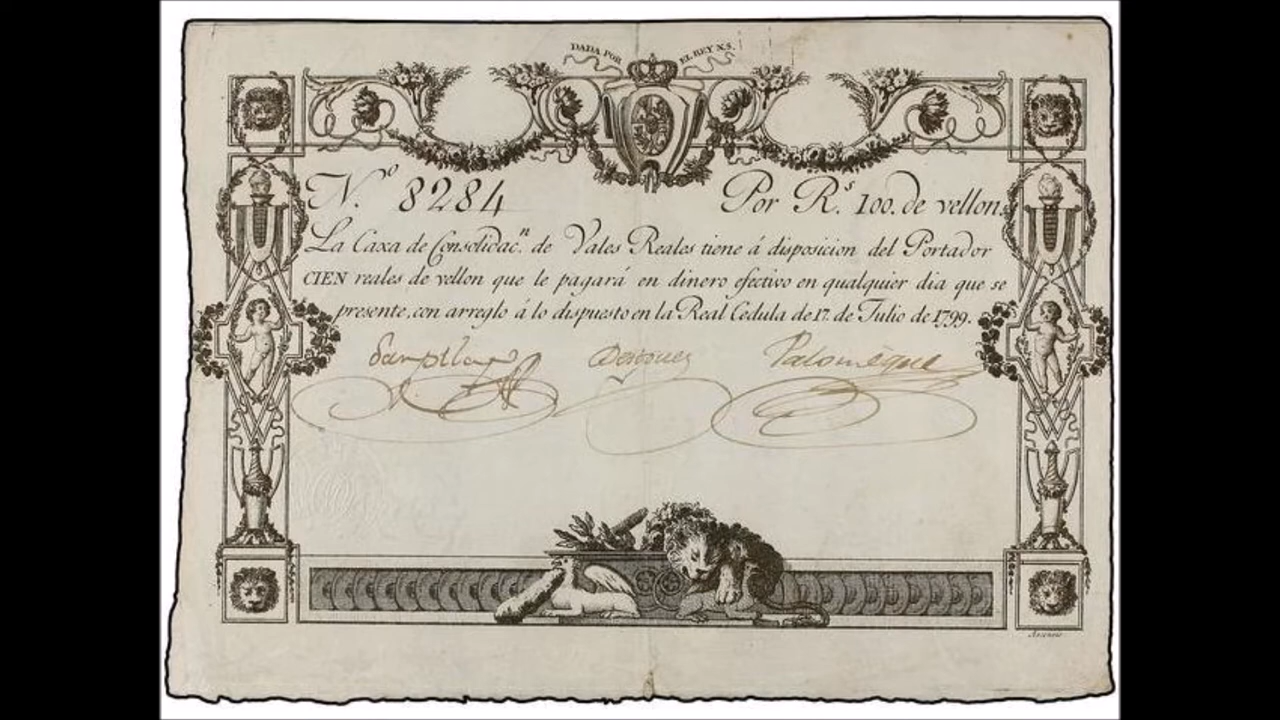 DADA POR EL REY N.S.
N.º 8284 Por R.ˢ 100. de vellon.
La Caxa de Consolidac.ⁿ de Vales Reales tiene á disposicion del Portador
CIEN reales de vellon que le pagará en dinero efectivo en qualquier dia que se
presente, con arreglo á lo dispuesto en la Real Cedula de 17. de Julio de 1799.
Palomèque